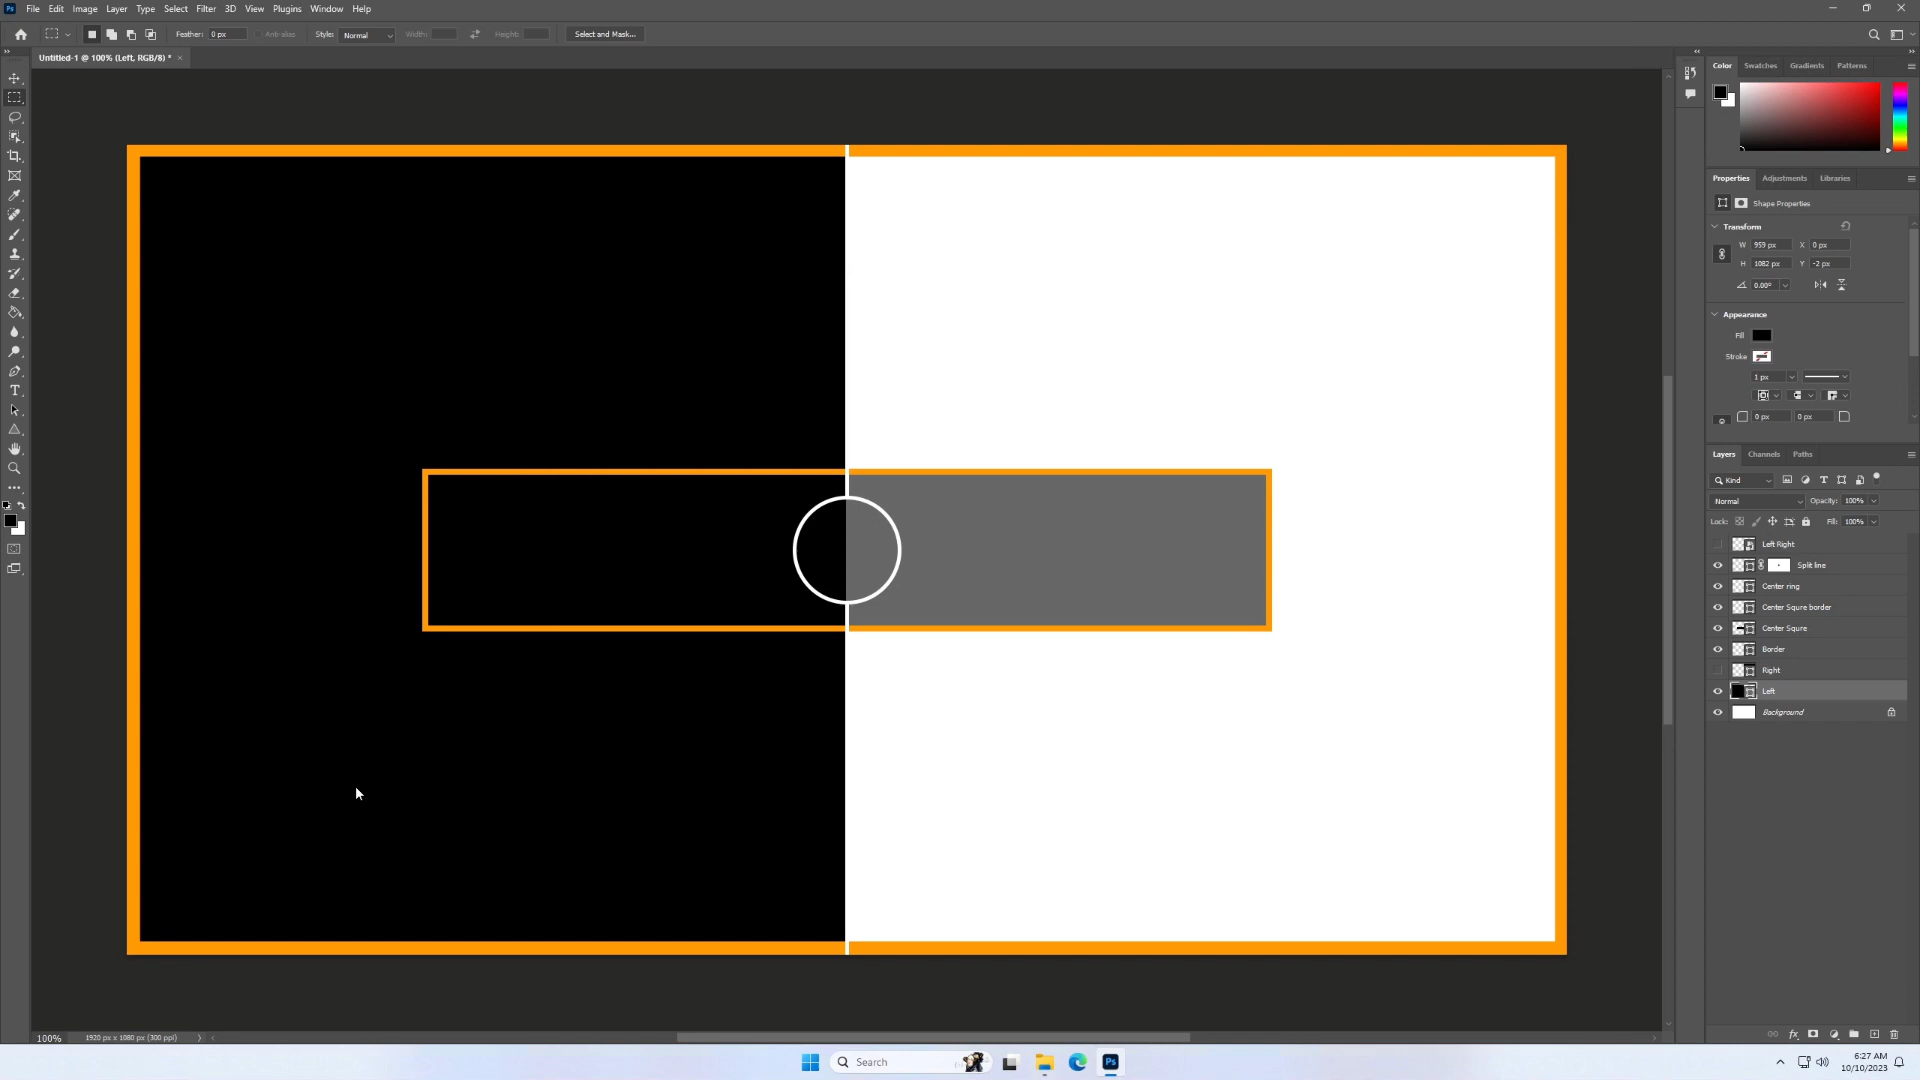 Ps File Edit Image Layer Type Select Filter 3D View Plugins Window Help
Feather: 0 px Anti-alias Style: Normal Width: Height: Select and Mask...
Untitled-1 @ 100% (Left, RGB/8) *
Color Swatches Gradients Patterns
Properties Adjustments Libraries
Shape Properties
Transform
W 959 px X 0 px
H 1082 px Y -2 px
0.00°
Appearance
Fill
Stroke
1 px
0 px 0 px
Layers Channels Paths
Kind
Normal Opacity: 100%
Lock: Fill: 100%
Left Right
Split line
Center ring
Center Squre border
Center Squre
Border
Right
Left
Background
100% 1920 px x 1080 px (300 ppi)
Search Ps
6:27 AM
10/10/2023